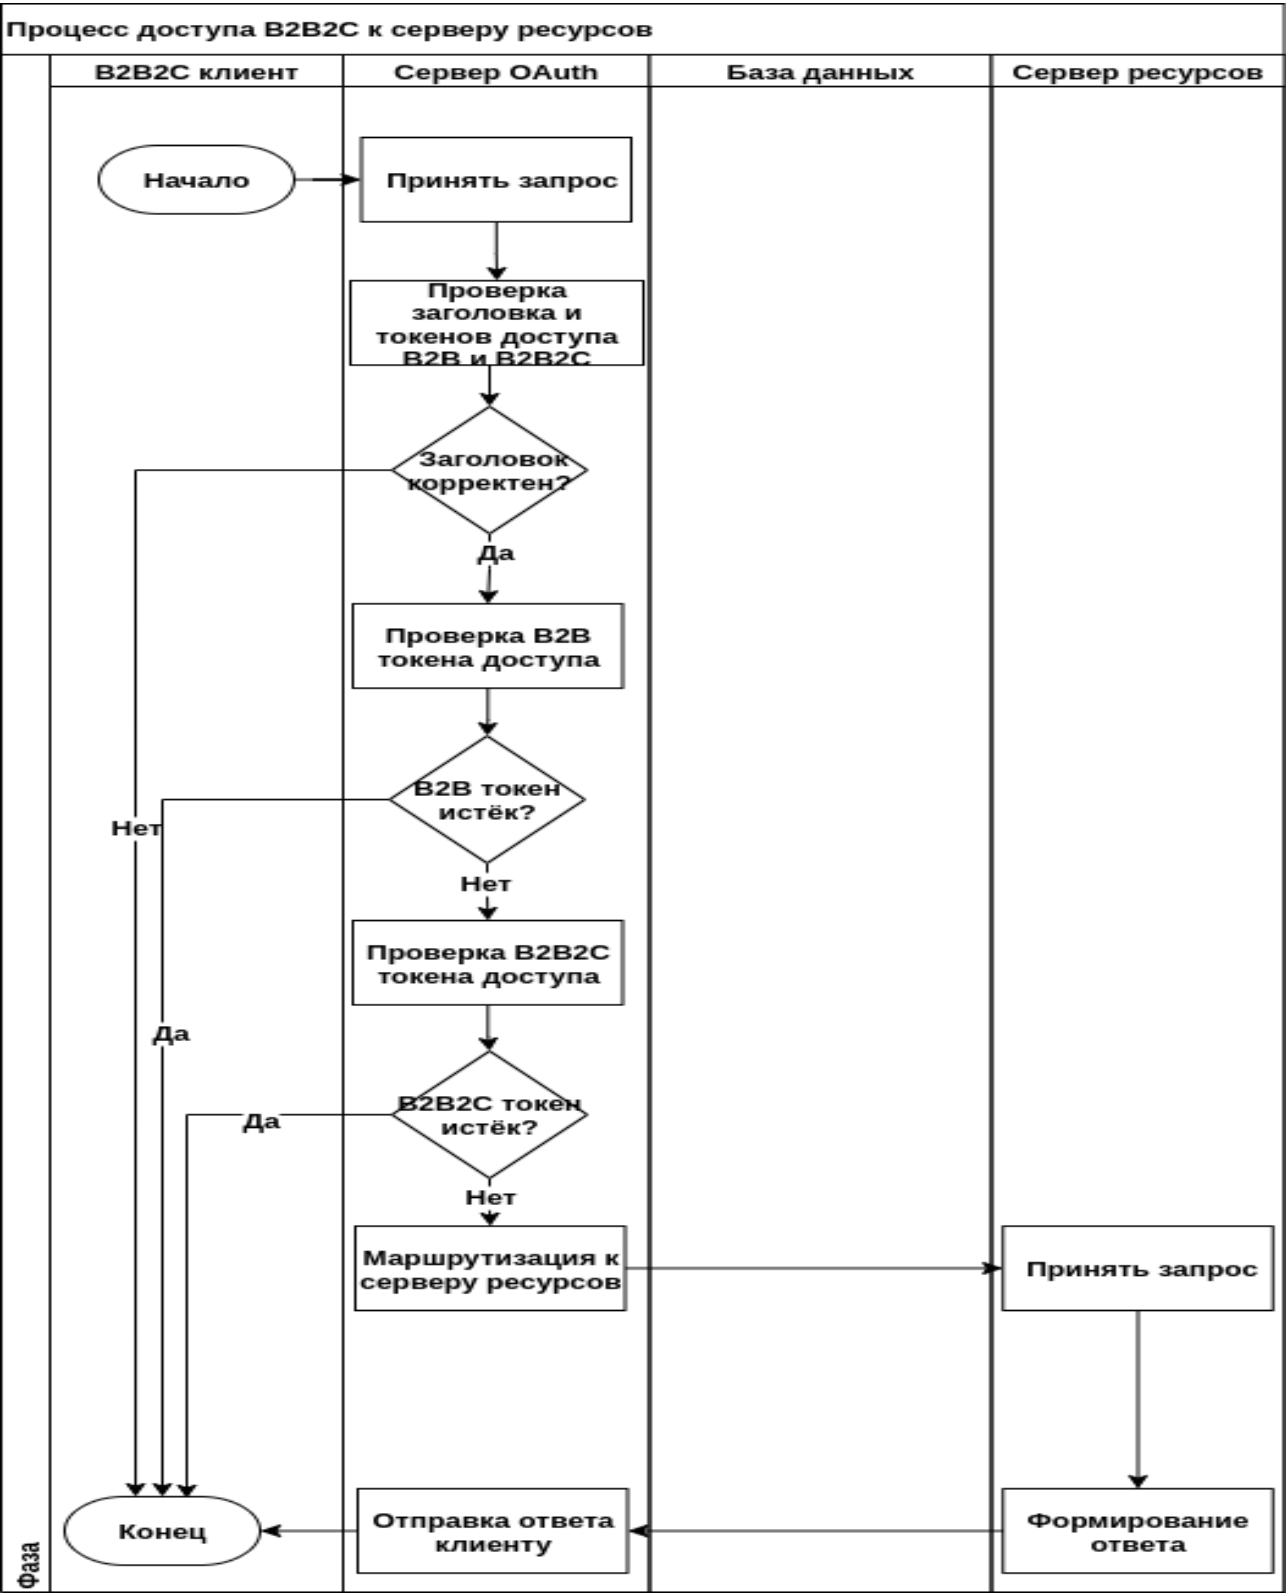 Процесс доступа B2B2C к серверу ресурсов
B2B2C клиент
Сервер OAuth
База данных
Сервер ресурсов
Начало
Принять запрос
Проверка
заголовка и
токенов доступа
B2B и B2B2C
Заголовок
корректен?
Да
Проверка B2B
токена доступа
B2B токен
истёк?
Нет
Нет
Проверка B2B2C
токена доступа
Да
B2B2C токен
истёк?
Да
Нет
Маршрутизация к
серверу ресурсов
Принять запрос
Конец
Отправка ответа
клиенту
Формирование
ответа
Фаза